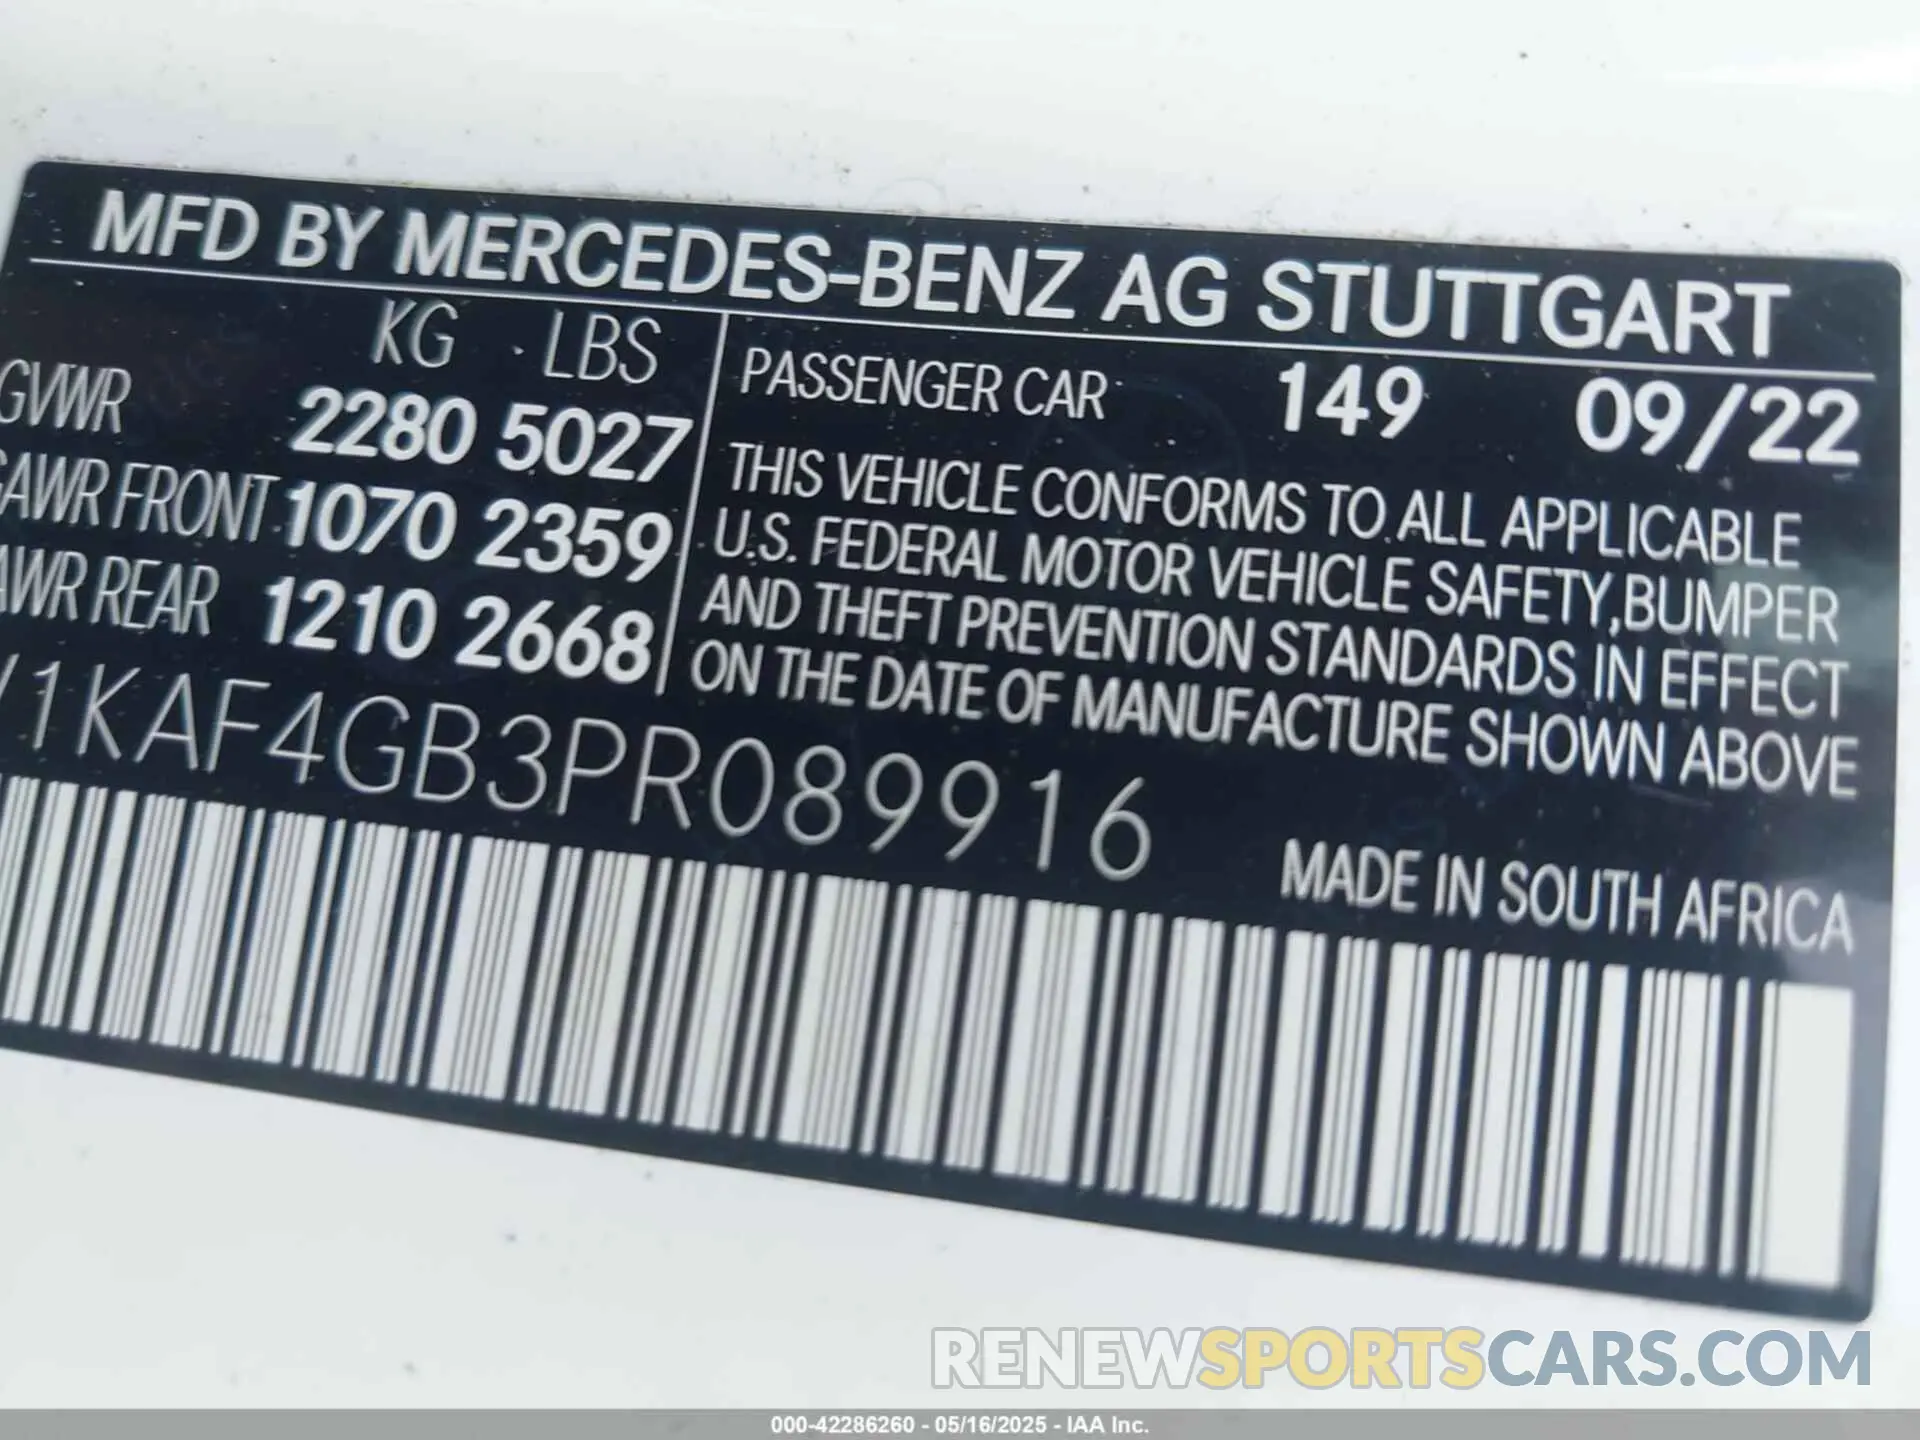 MFD BY MERCEDES-BENZ AG STUTTGART
KG LBS
GVWR 2280 5027
GAWR FRONT 1070 2359
AWR REAR 1210 2668
PASSENGER CAR 149 09/22
THIS VEHICLE CONFORMS TO ALL APPLICABLE
U.S. FEDERAL MOTOR VEHICLE SAFETY,BUMPER
AND THEFT PREVENTION STANDARDS IN EFFECT
ON THE DATE OF MANUFACTURE SHOWN ABOVE
1KAF4GB3PR089916
MADE IN SOUTH AFRICA
RENEWSPORTSCARS.COM
000-42286260 - 05/16/2025 - IAA Inc.